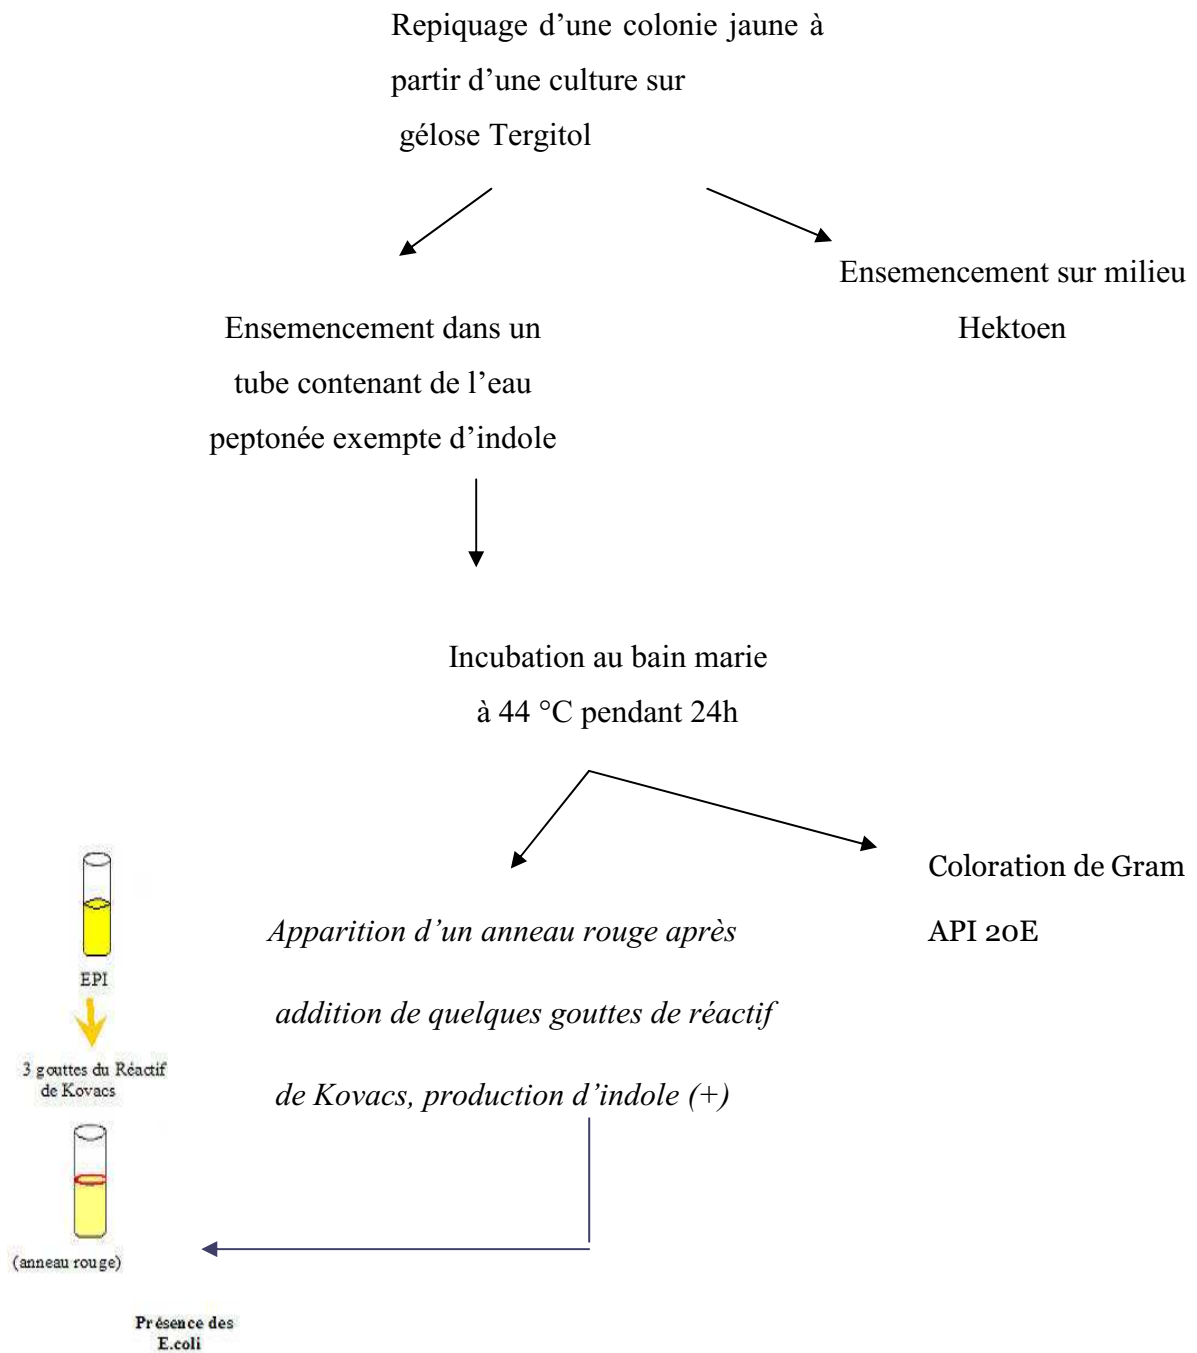 Repiquage d’une colonie jaune à
partir d’une culture sur
gélose Tergitol
Ensemencement sur milieu
Hektoen
Ensemencement dans un
tube contenant de l’eau
peptonée exempte d’indole
Incubation au bain marie
à 44 °C pendant 24h
Coloration de Gram
API 20E
Apparition d’un anneau rouge après
addition de quelques gouttes de réactif
de Kovacs, production d’indole (+)
EPI
3 gouttes du Réactif
de Kovacs
(anneau rouge)
Présence des
E.coli